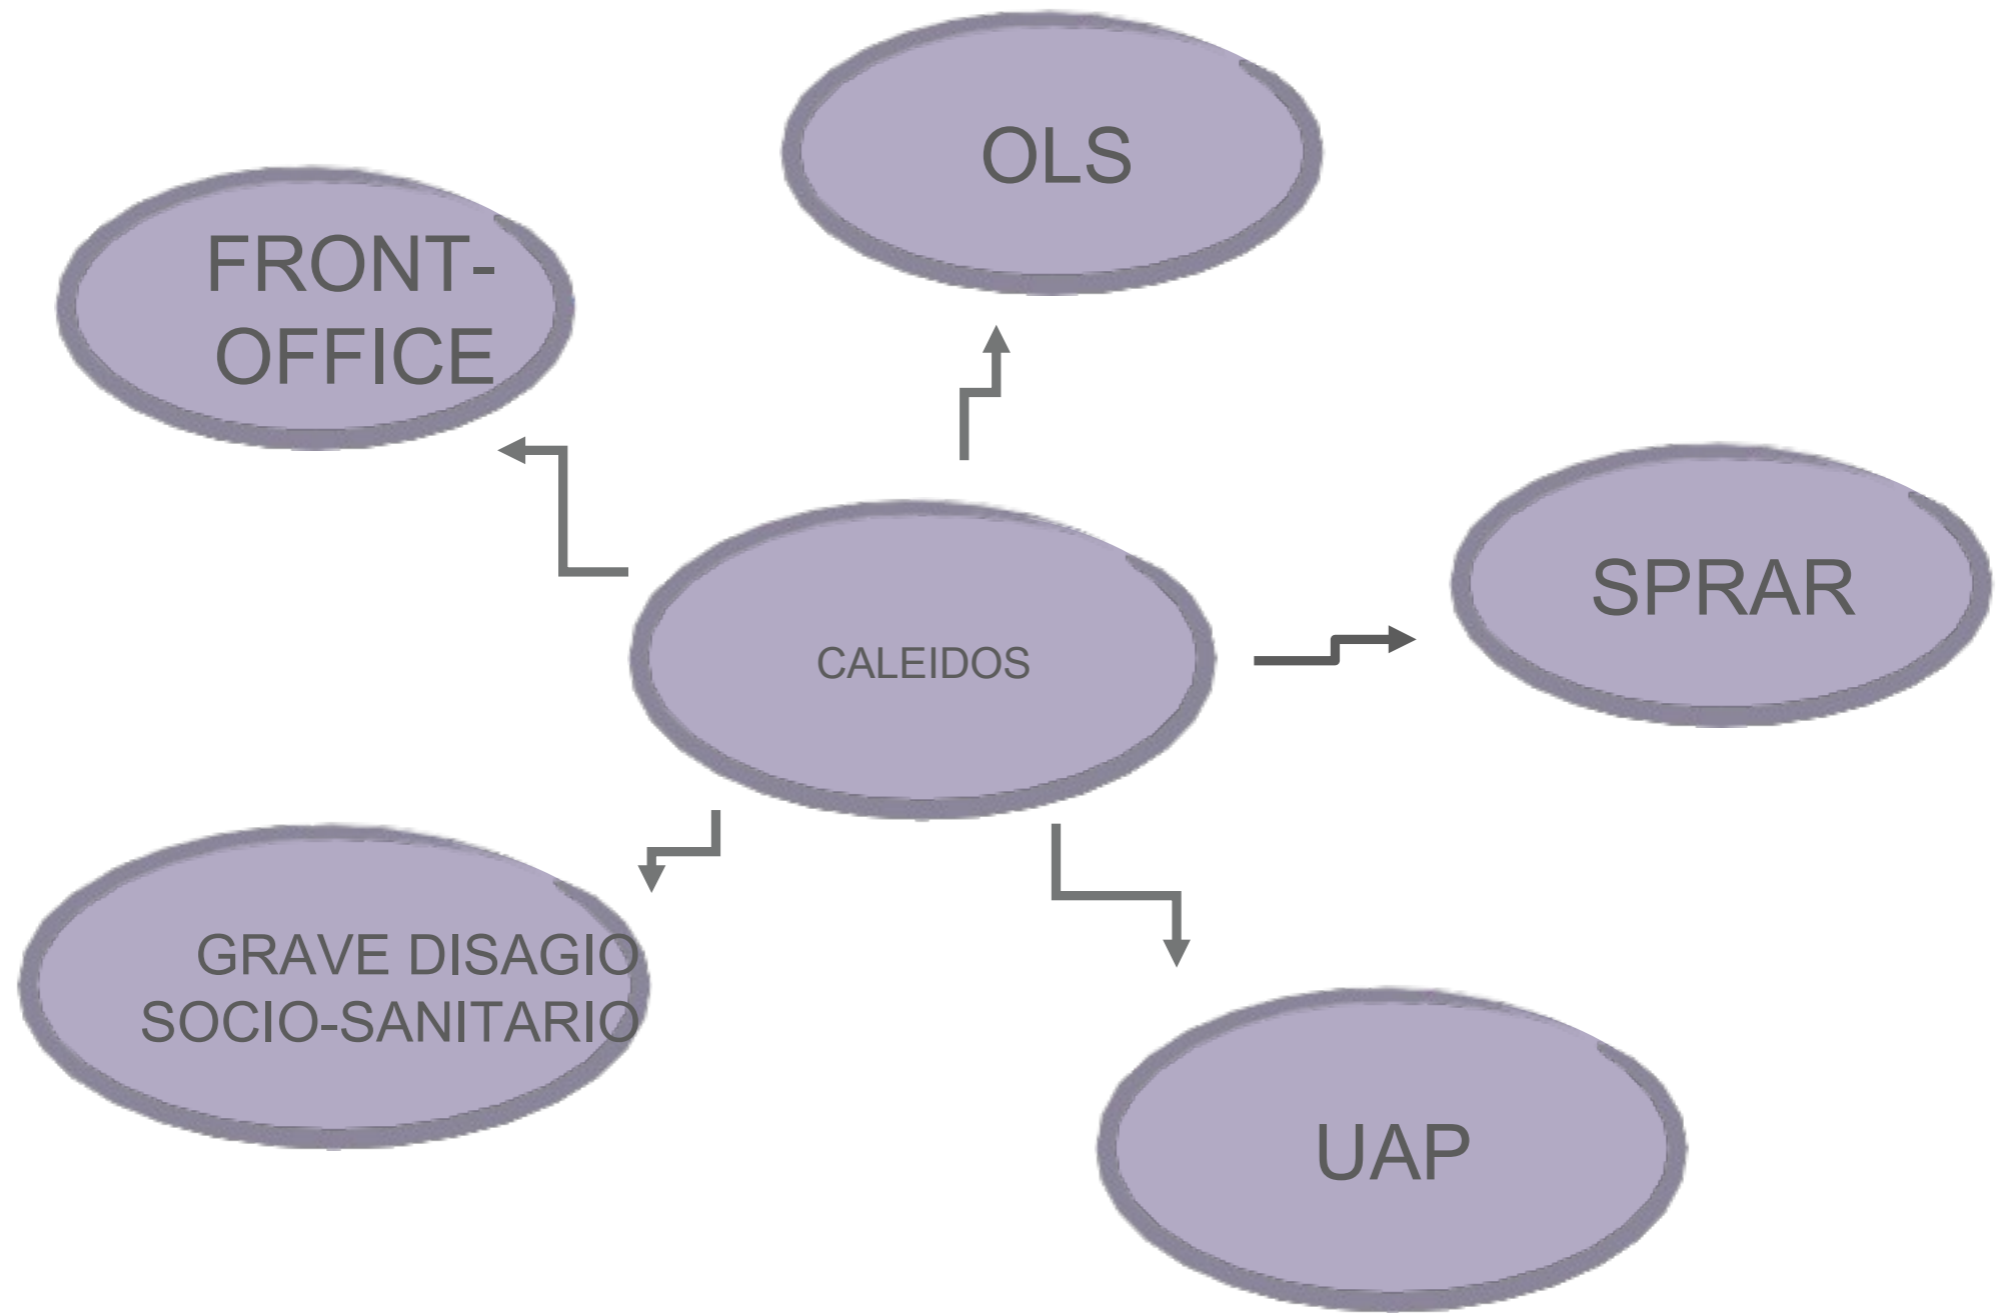 OLS
FRONT-
OFFICE
SPRAR
CALEIDOS
GRAVE DISAGIO
SOCIO-SANITARIO
UAP